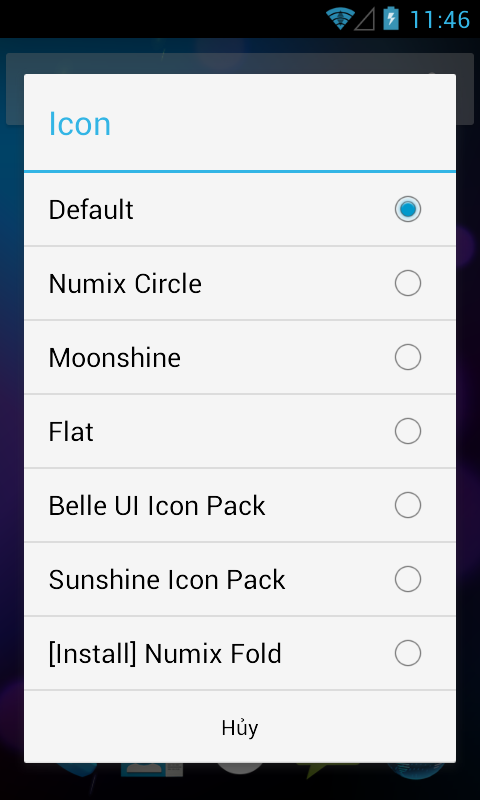 11:46
Icon
Default
Numix Circle
Moonshine
Flat
Belle UI Icon Pack
Sunshine Icon Pack
[Install] Numix Fold
Hủy